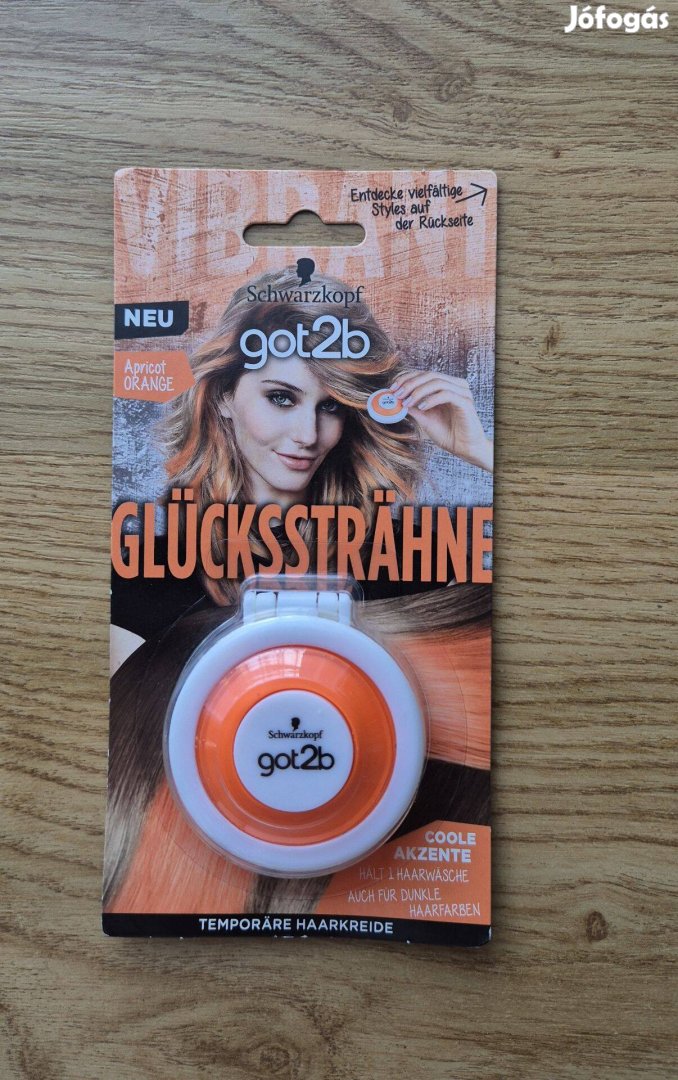 Jófogás
VIBRANT
Entdecke vielfältige
Styles auf
der Rückseite
Schwarzkopf
got2b
NEU
Apricot
ORANGE
got2b
GLÜCKSSTRÄHNE
Schwarzkopf
got2b
COOLE
AKZENTE
HÄLT 1 HAARWÄSCHE
AUCH FÜR DUNKLE
HAARFARBEN
TEMPORÄRE HAARKREIDE